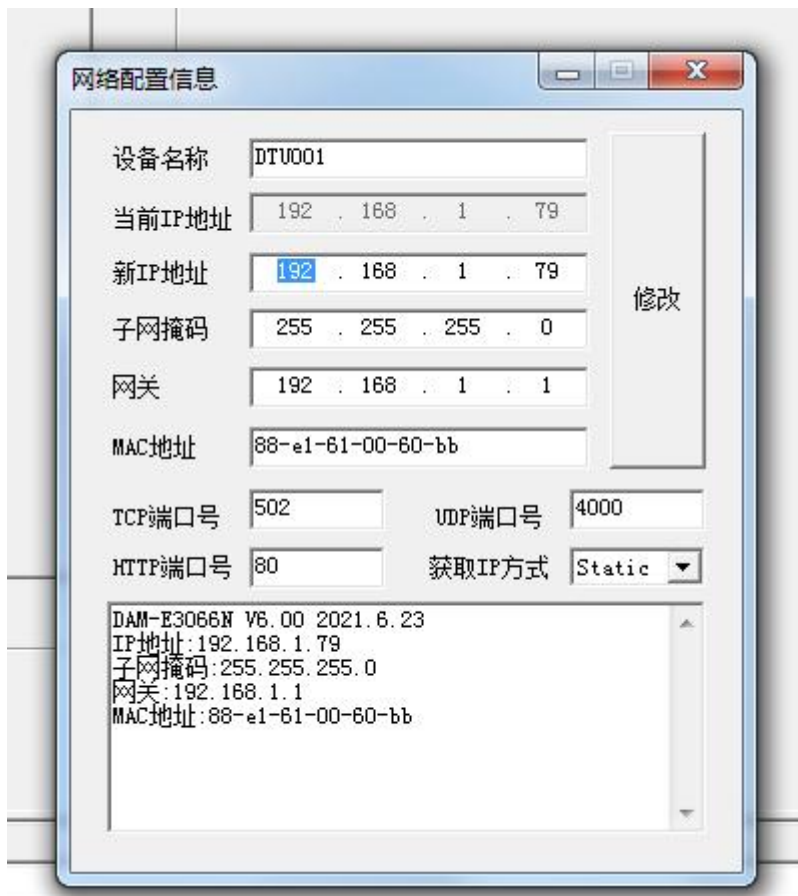 网络配置信息
设备名称 DTU001
当前IP地址 192 . 168 . 1 . 79
新IP地址 192 . 168 . 1 . 79
子网掩码 255 . 255 . 255 . 0
网关 192 . 168 . 1 . 1
MAC地址 88-e1-61-00-60-bb
修改
TCP端口号 502 UDP端口号 4000
HTTP端口号 80 获取IP方式 Static
DAM-E3066N V6.00 2021.6.23
IP地址:192.168.1.79
子网掩码:255.255.255.0
网关:192.168.1.1
MAC地址:88-e1-61-00-60-bb